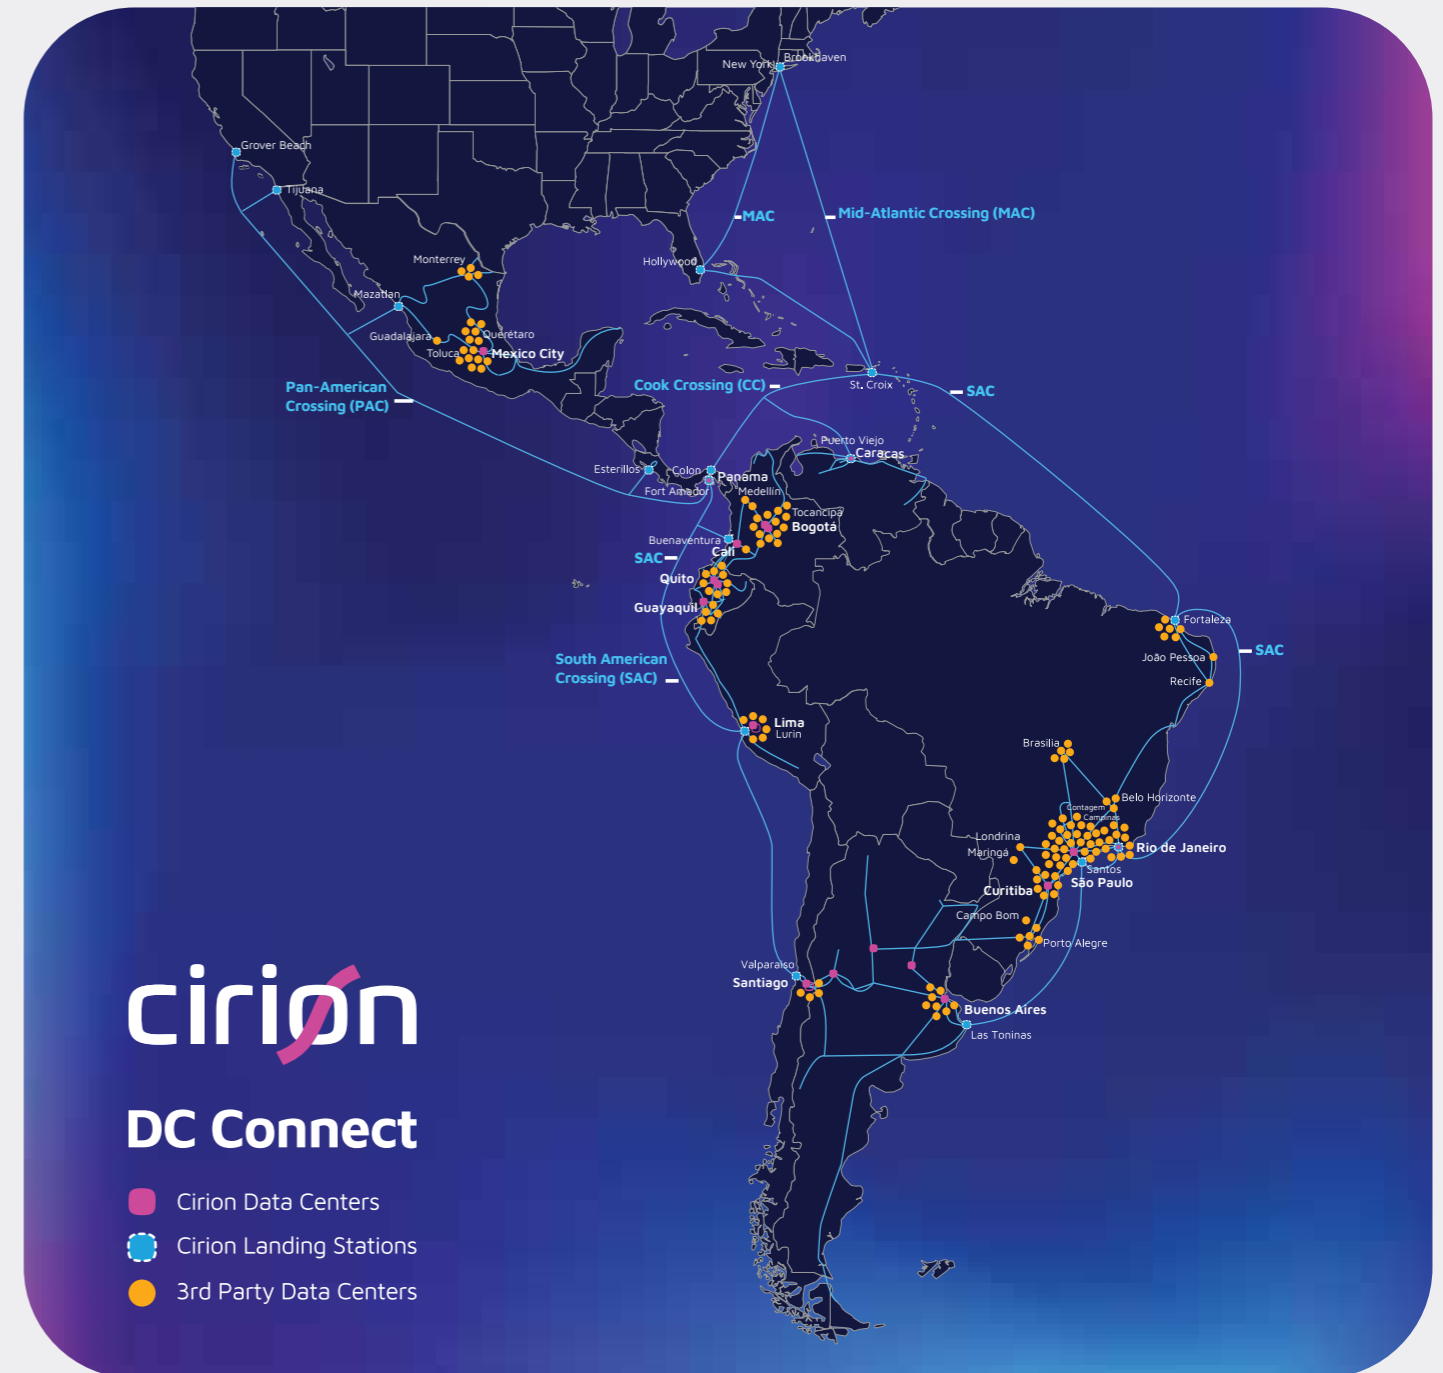 Brookhaven
New York
Grover Beach
Tijuana
MAC
Mid-Atlantic Crossing (MAC)
Hollywood
Monterrey
Mazatlan
Guadalajara
Querétaro
Toluca
Mexico City
Pan-American
Crossing (PAC)
Cook Crossing (CC)
St. Croix
SAC
Puerto Viejo
Caracas
Esterillos
Colon
Panama
Fort Amador
Medellín
Tocancipa
Bogotá
Buenaventura
Cali
SAC
Quito
Guayaquil
Fortaleza
João Pessoa
SAC
Recife
South American
Crossing (SAC)
Lima
Lurin
Brasilia
Belo Horizonte
Contagem
Campinas
Londrina
Maringá
Rio de Janeiro
Santos
São Paulo
Curitiba
Campo Bom
Porto Alegre
Valparaiso
Santiago
Buenos Aires
Las Toninas
cirion
DC Connect
Cirion Data Centers
Cirion Landing Stations
3rd Party Data Centers